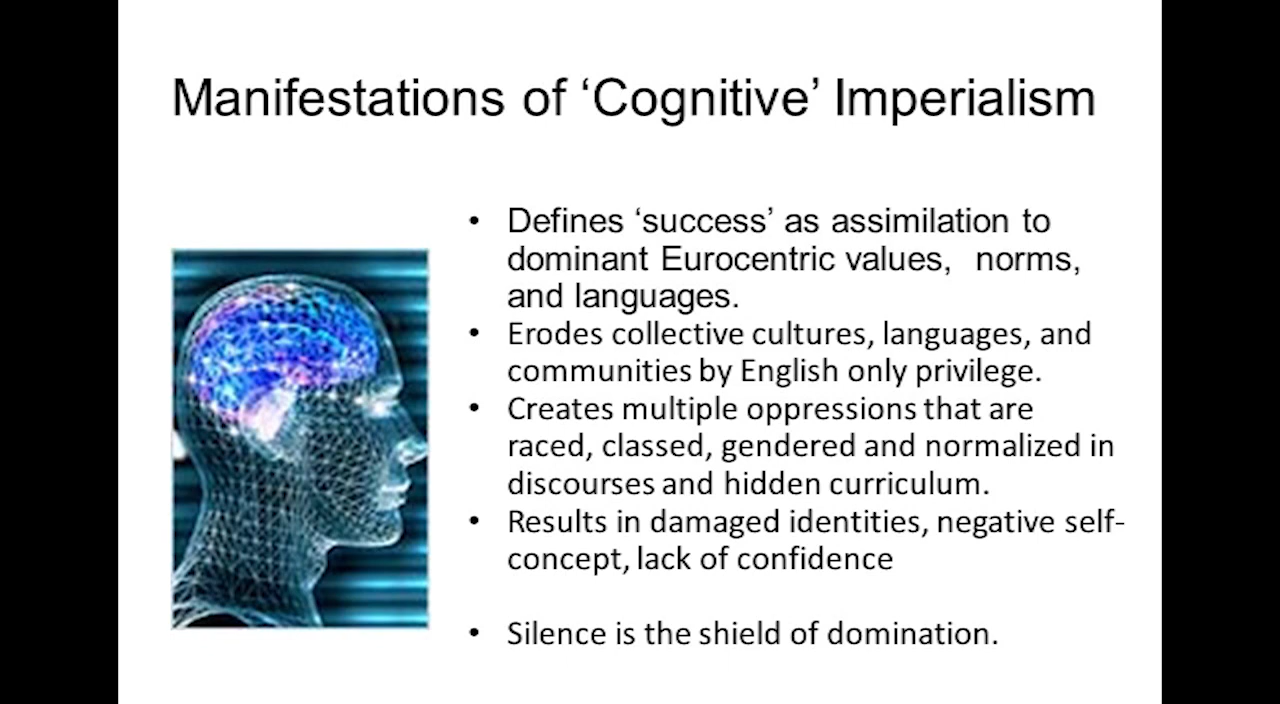 Manifestations of ‘Cognitive’ Imperialism
• Defines ‘success’ as assimilation to
dominant Eurocentric values,  norms,
and languages.
• Erodes collective cultures, languages, and
communities by English only privilege.
• Creates multiple oppressions that are
raced, classed, gendered and normalized in
discourses and hidden curriculum.
• Results in damaged identities, negative self-
concept, lack of confidence
• Silence is the shield of domination.